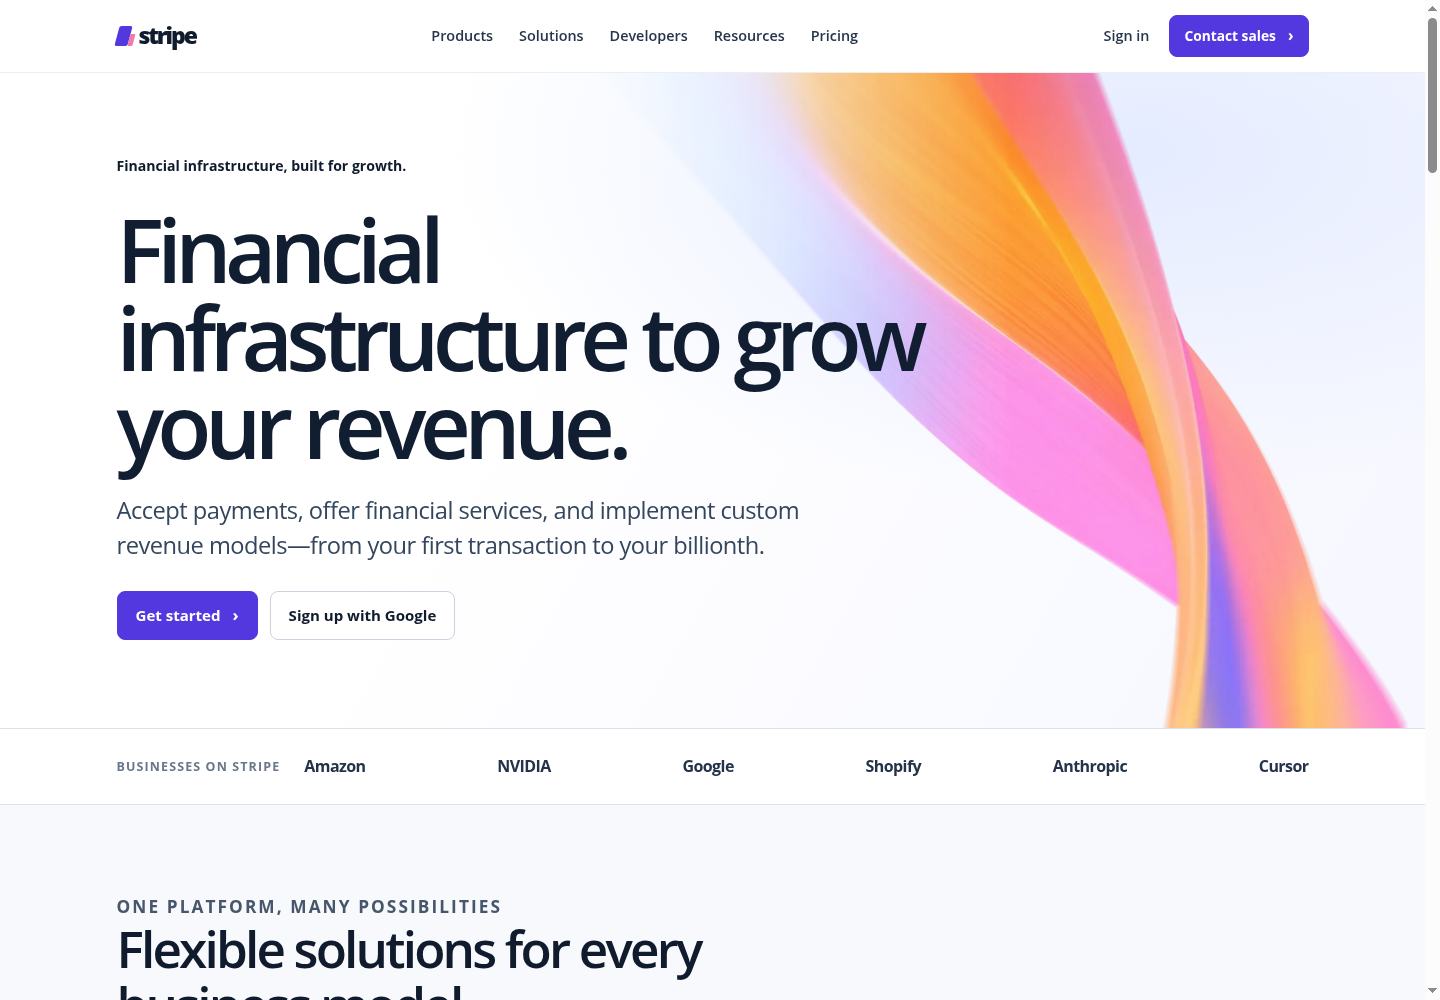 stripe
Products
Solutions
Developers
Resources
Pricing
Sign in
Contact sales ›
Financial infrastructure, built for growth.
Financial
infrastructure to grow
your revenue.
Accept payments, offer financial services, and implement custom
revenue models—from your first transaction to your billionth.
Get started ›
Sign up with Google
BUSINESSES ON STRIPE
Amazon
NVIDIA
Google
Shopify
Anthropic
Cursor
ONE PLATFORM, MANY POSSIBILITIES
Flexible solutions for every
business model